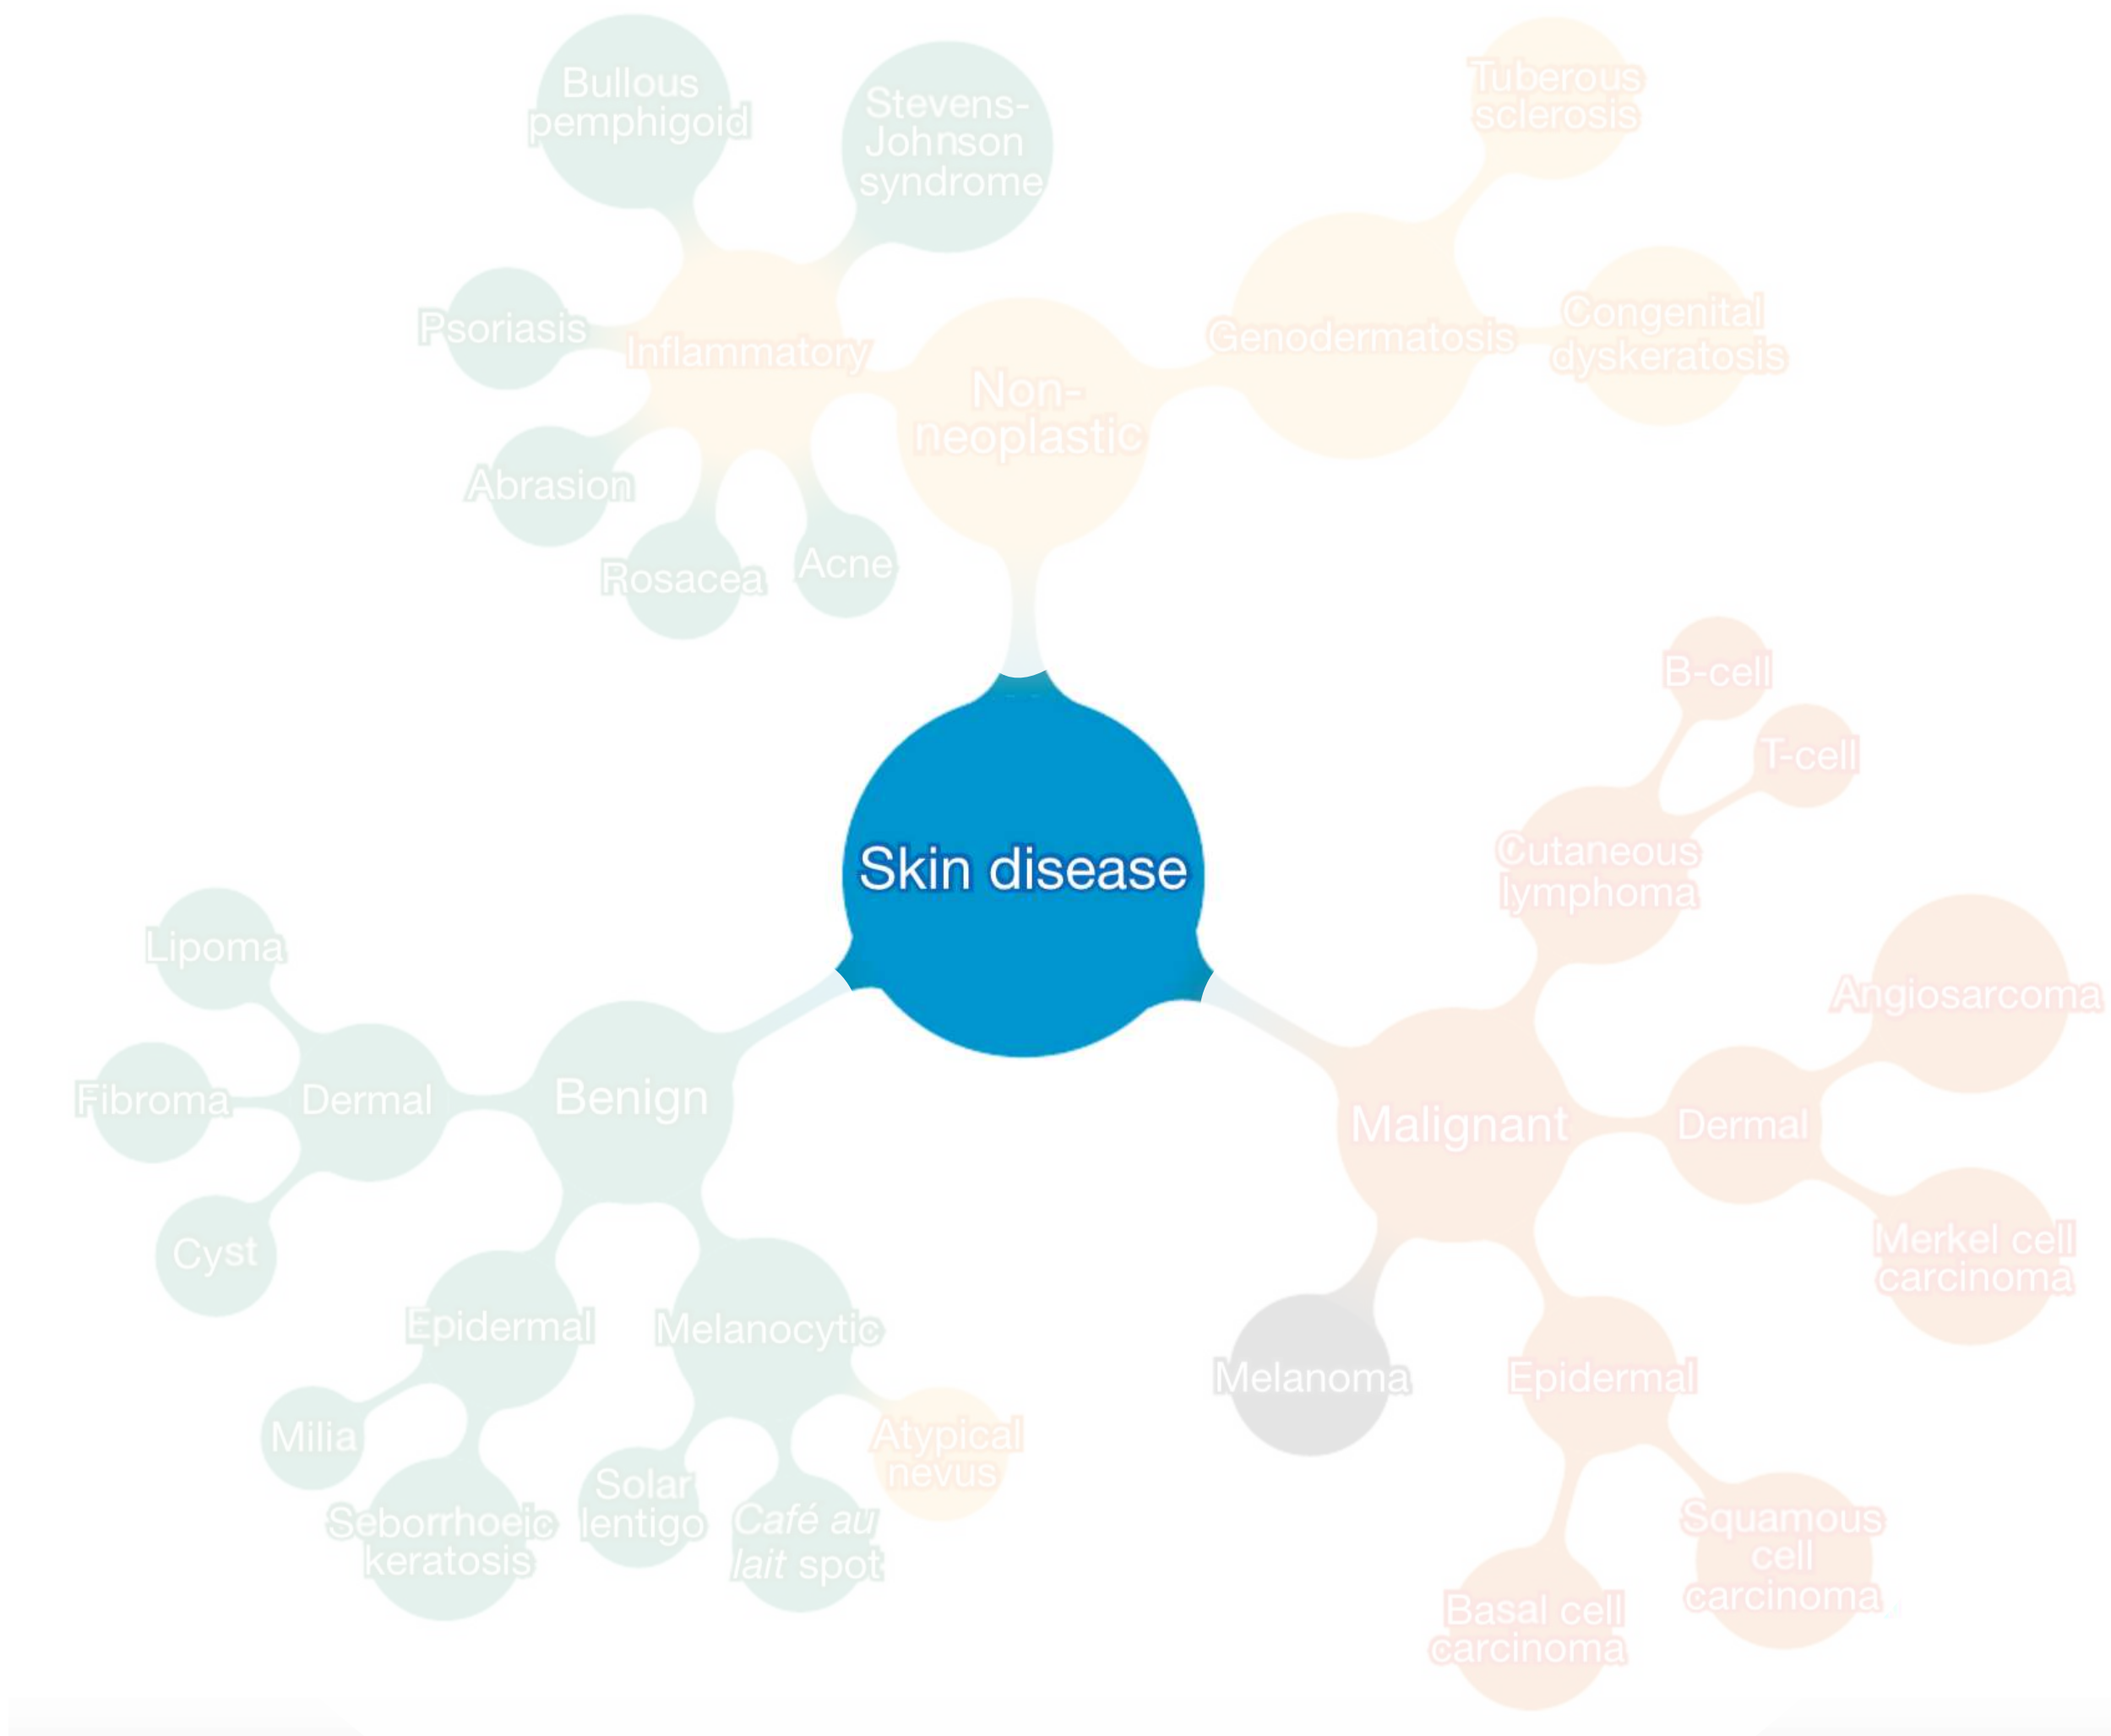 Bullous
pemphigoid
Stevens-
Johnson
syndrome
Tuberous
sclerosis
Psoriasis
Inflammatory
Genodermatosis
Congenital
dyskeratosis
Non-
neoplastic
Abrasion
Rosacea
Acne
B-cell
T-cell
Skin disease
Cutaneous
lymphoma
Lipoma
Angiosarcoma
Fibroma
Dermal
Benign
Malignant
Dermal
Cyst
Merkel cell
carcinoma
Epidermal
Melanocytic
Melanoma
Epidermal
Milia
Atypical
nevus
Seborrhoeic
keratosis
Solar
lentigo
Café au
lait spot
Squamous
cell
carcinoma
Basal cell
carcinoma